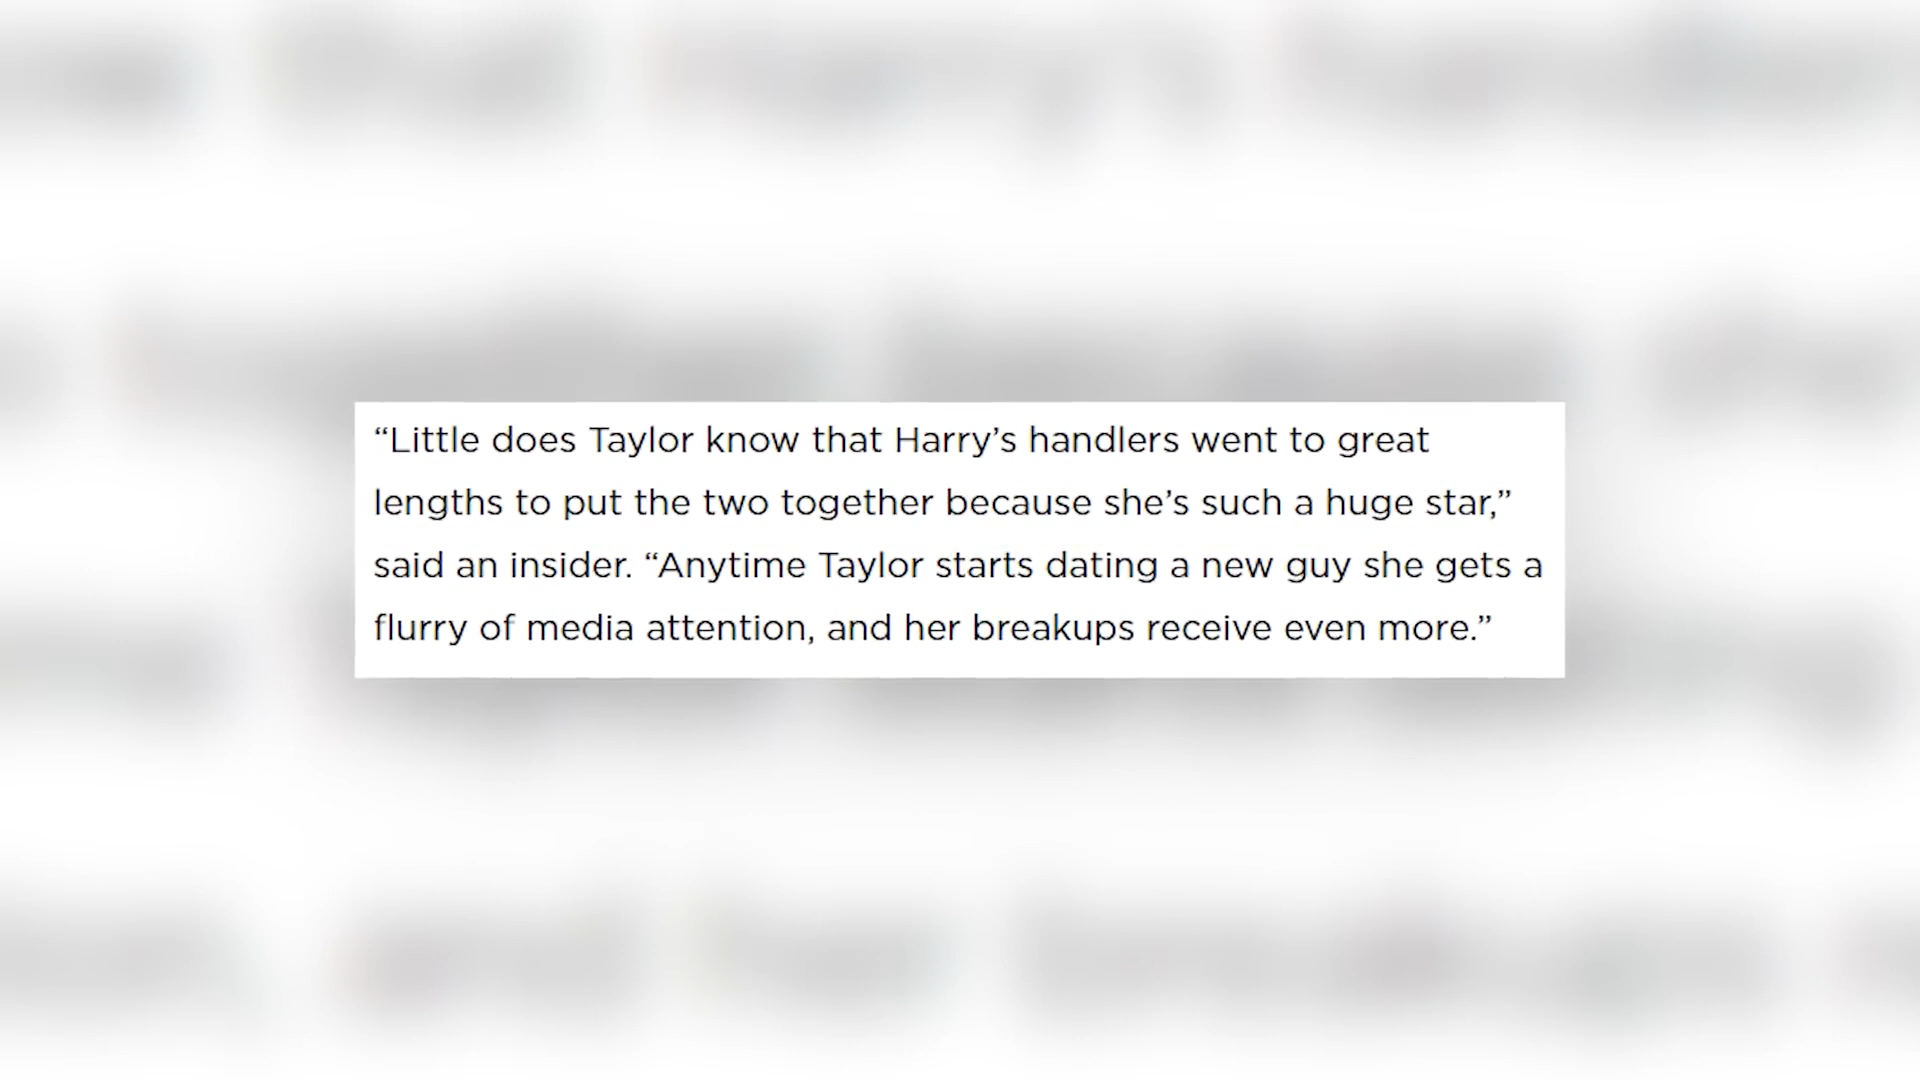 “Little does Taylor know that Harry’s handlers went to great
lengths to put the two together because she’s such a huge star,”
said an insider. “Anytime Taylor starts dating a new guy she gets a
flurry of media attention, and her breakups receive even more.”